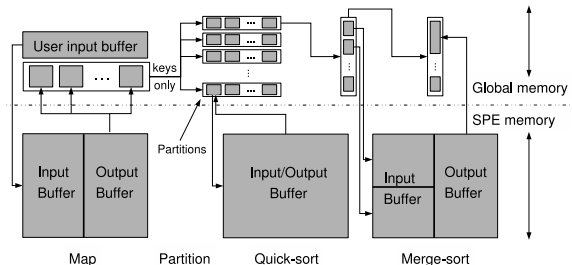 User input buffer
...
...
...
...
keys
only
...
Partitions
Global memory
SPE memory
Input
Buffer
Output
Buffer
Input/Output
Buffer
Input
Buffer
Output
Buffer
Map
Partition
Quick-sort
Merge-sort